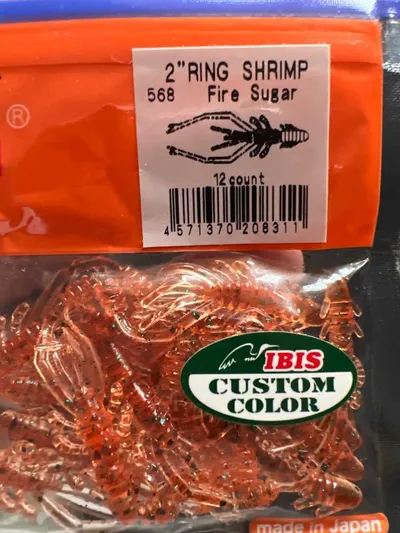 2”RING SHRIMP
568 Fire Sugar
®
12 count
4 571370 208311
IBIS
CUSTOM
COLOR
made in Japan